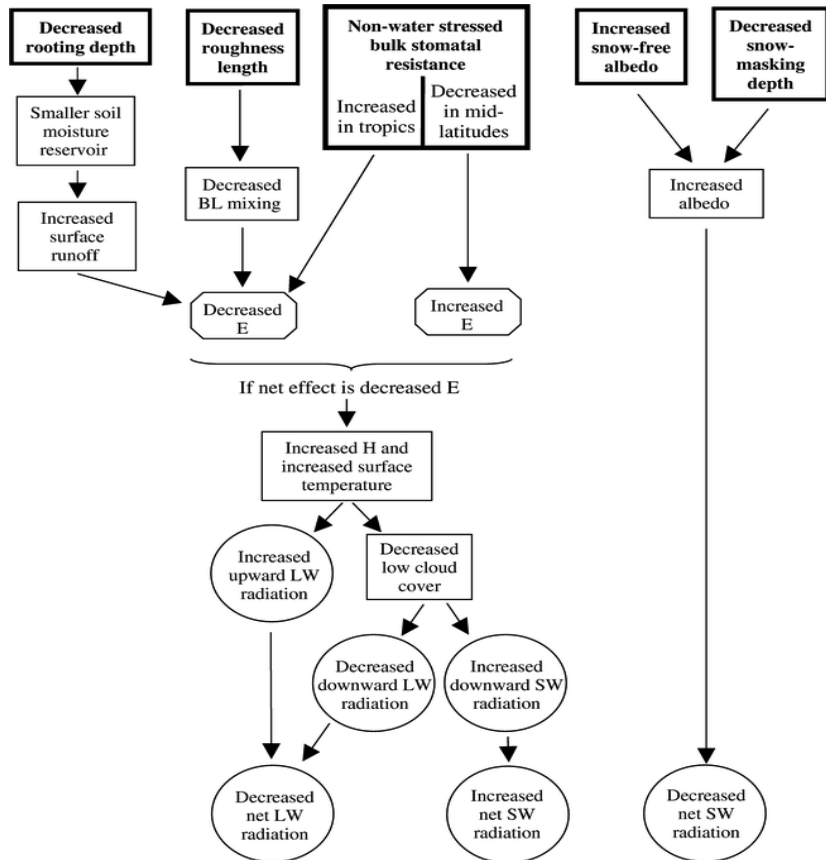 Decreased
rooting depth
Decreased
roughness
length
Non-water stressed
bulk stomatal
resistance
Increased
in tropics
Decreased
in mid-
latitudes
Increased
snow-free
albedo
Decreased
snow-
masking
depth
Smaller soil
moisture
reservoir
Decreased
BL mixing
Increased
albedo
Increased
surface
runoff
Decreased
E
Increased
E
If net effect is decreased E
Increased H and
increased surface
temperature
Increased
upward LW
radiation
Decreased
low cloud
cover
Decreased
downward LW
radiation
Increased
downward SW
radiation
Decreased
net LW
radiation
Increased
net SW
radiation
Decreased
net SW
radiation